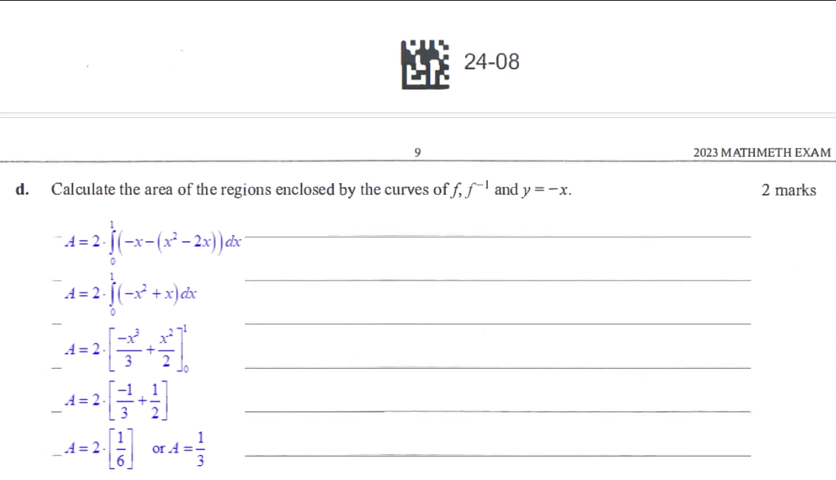 24-08
9
2023 MATHMETH EXAM
d. Calculate the area of the regions enclosed by the curves of f, f⁻¹ and y = −x. 2 marks
A = 2 · ∫₀¹ (−x − (x² − 2x)) dx
A = 2 · ∫₀¹ (−x² + x) dx
A = 2 · [−x³/3 + x²/2]₀¹
A = 2 · [−1/3 + 1/2]
A = 2 · [1/6] or A = 1/3